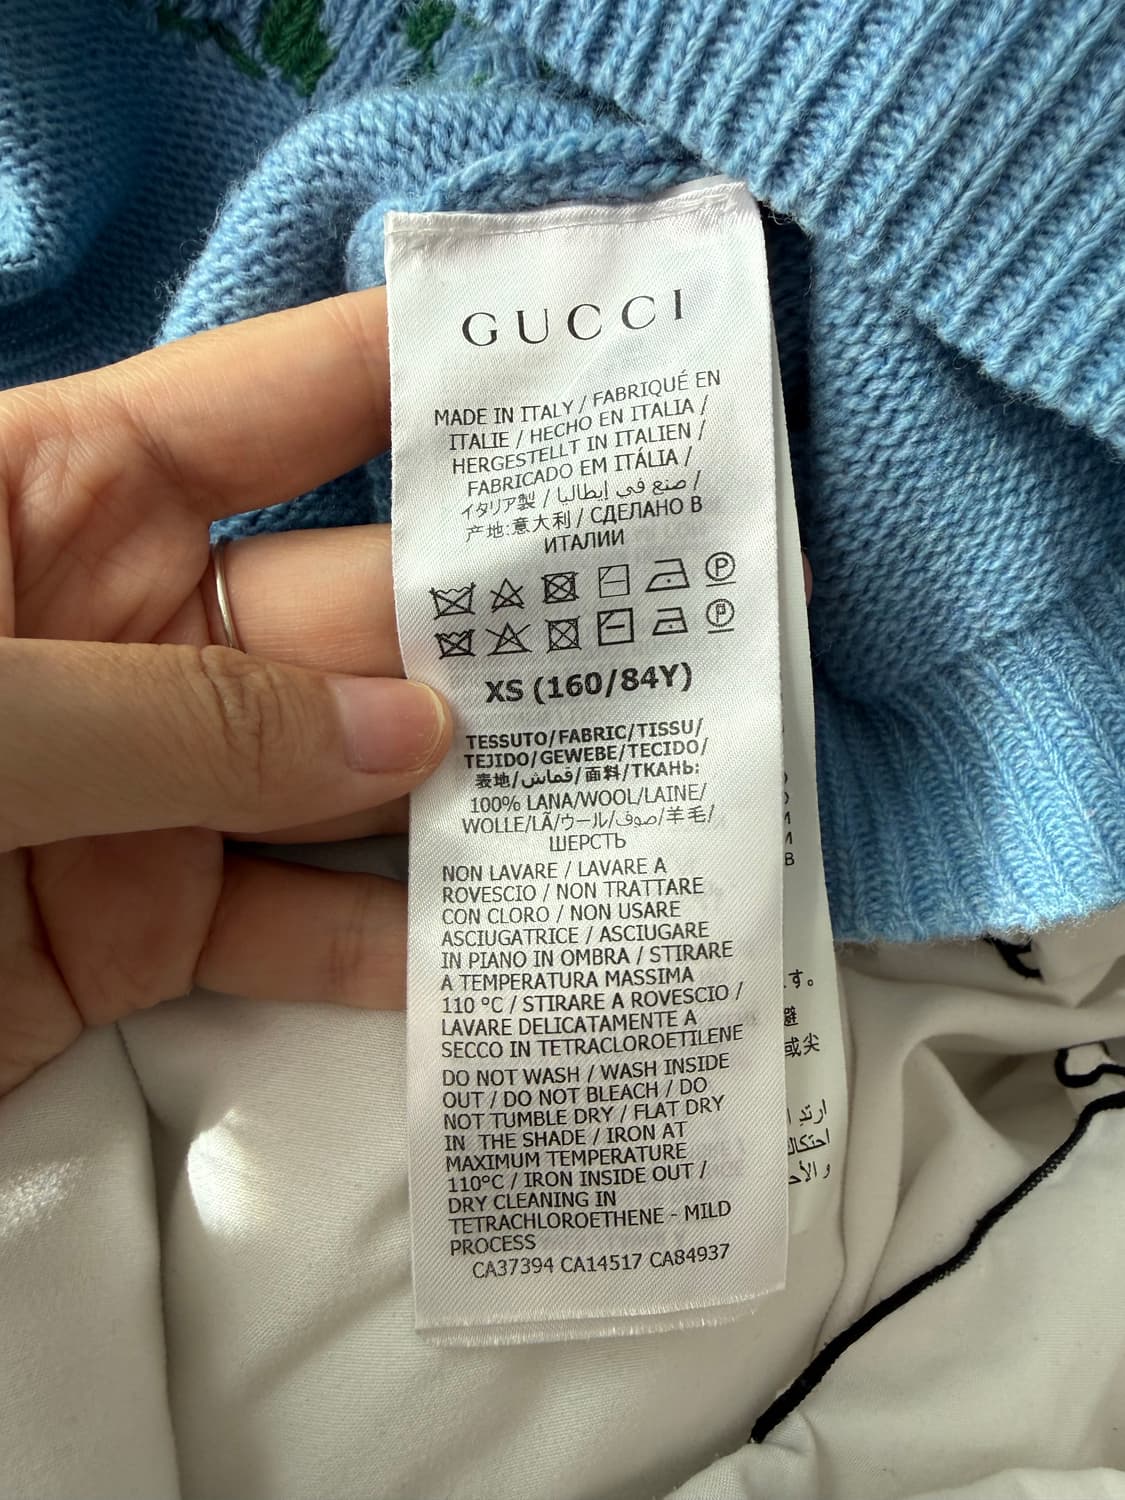 GUCCI
MADE IN ITALY / FABRIQUÉ EN
ITALIE / HECHO EN ITALIA /
HERGESTELLT IN ITALIEN /
FABRICADO EM ITÁLIA /
イタリア製 / صنع في إيطاليا /
产地:意大利 / СДЕЛАНО В
ИТАЛИИ
P
P
XS (160/84Y)
TESSUTO/FABRIC/TISSU/
TEJIDO/GEWEBE/TECIDO/
表地/قماش/面料/ТКАНЬ:
100% LANA/WOOL/LAINE/
WOLLE/LÃ/ウール/صوف/羊毛/
ШЕРСТЬ
NON LAVARE / LAVARE A
ROVESCIO / NON TRATTARE
CON CLORO / NON USARE
ASCIUGATRICE / ASCIUGARE
IN PIANO IN OMBRA / STIRARE
A TEMPERATURA MASSIMA
110 °C / STIRARE A ROVESCIO /
LAVARE DELICATAMENTE A
SECCO IN TETRACLOROETILENE
DO NOT WASH / WASH INSIDE
OUT / DO NOT BLEACH / DO
NOT TUMBLE DRY / FLAT DRY
IN THE SHADE / IRON AT
MAXIMUM TEMPERATURE
110°C / IRON INSIDE OUT /
DRY CLEANING IN
TETRACHLOROETHENE - MILD
PROCESS
CA37394 CA14517 CA84937
す。
避
或尖